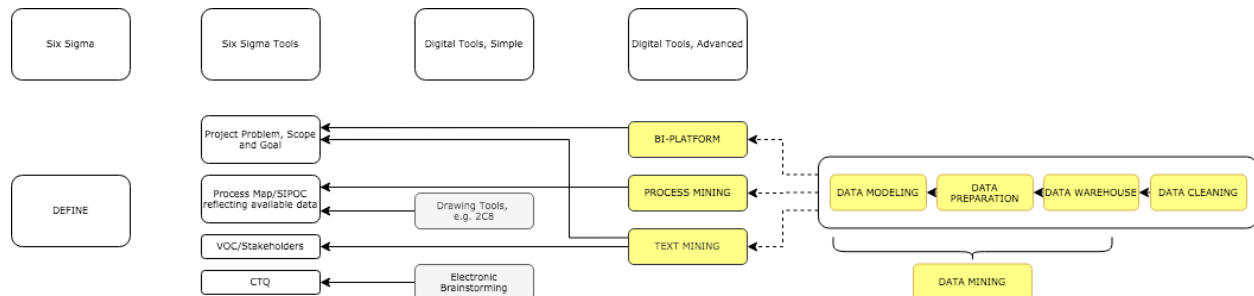 Six Sigma
Six Sigma Tools
Digital Tools, Simple
Digital Tools, Advanced
Project Problem, Scope
and Goal
BI-PLATFORM
DEFINE
Process Map/SIPOC
reflecting available data
Drawing Tools,
e.g. 2C8
PROCESS MINING
DATA MODELING
DATA
PREPARATION
DATA WAREHOUSE
DATA CLEANING
VOC/Stakeholders
TEXT MINING
CTQ
Electronic
Brainstorming
DATA MINING